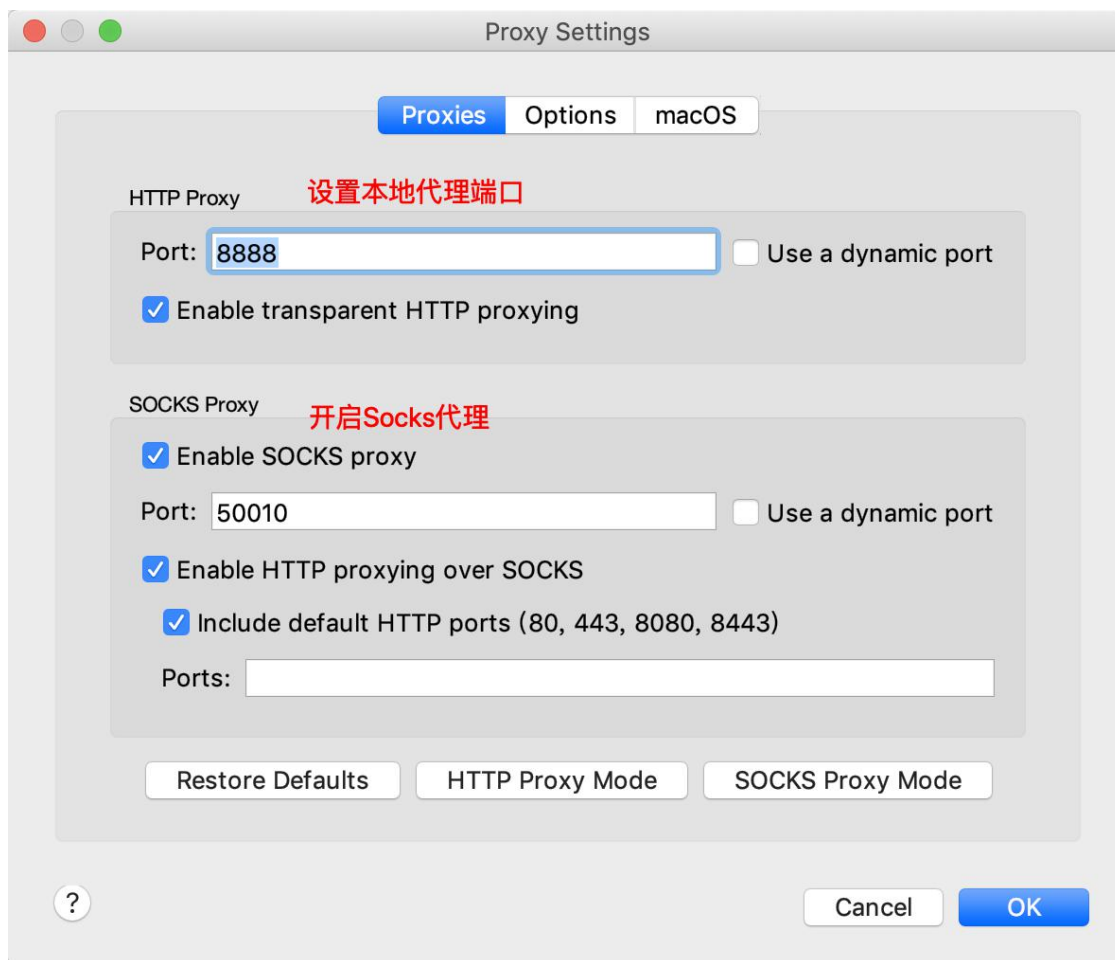 Proxy Settings
Proxies Options macOS
HTTP Proxy 设置本地代理端口
Port: 8888 Use a dynamic port
Enable transparent HTTP proxying
SOCKS Proxy 开启Socks代理
Enable SOCKS proxy
Port: 50010 Use a dynamic port
Enable HTTP proxying over SOCKS
Include default HTTP ports (80, 443, 8080, 8443)
Ports:
Restore Defaults HTTP Proxy Mode SOCKS Proxy Mode
? Cancel OK